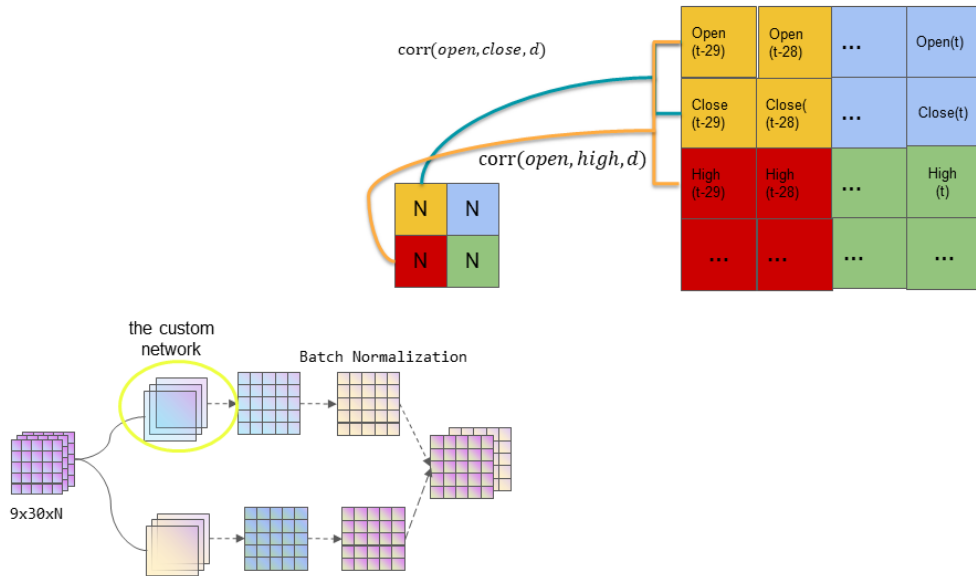 corr(open,close,d)
Open
(t-29)
Open
(t-28)
...
Open(t)
Close
(t-29)
Close(
(t-28)
...
Close(t)
corr(open,high,d)
High
(t-29)
High
(t-28)
...
High
(t)
...
...
...
...
N
N
N
N
the custom
network
Batch Normalization
9x30xN